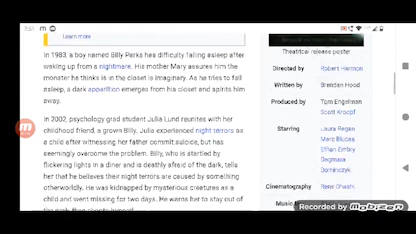 7:51
Learn more
In 1983, a boy named Billy Parks has difficulty falling asleep after
waking up from a nightmare. His mother Mary assures him the
monster he thinks is in the closet is imaginary. As he tries to fall
asleep, a dark apparition emerges from his closet and spirits him
away.
In 2002, psychology grad student Julia Lund reunites with her
childhood friend, a grown Billy. Julia experienced night terrors as
a child after witnessing her father commit suicide, but has
seemingly overcome the problem. Billy, who is startled by
flickering lights in a diner and is deathly afraid of the dark, tells
her that he believes their night terrors are caused by something
otherworldly. He was kidnapped by mysterious creatures as a
child and went missing for two days. He warns her to stay out of
the dark, then shoots himself.
Theatrical release poster
Directed by Robert Harmon
Written by Brendan Hood
Produced by Tom Engelman
Scott Kroopf
Starring Laura Regan
Marc Blucas
Ethan Embry
Dagmara
Dominczyk
Cinematography Rene Ohashi
Music
Recorded by
Mobizen